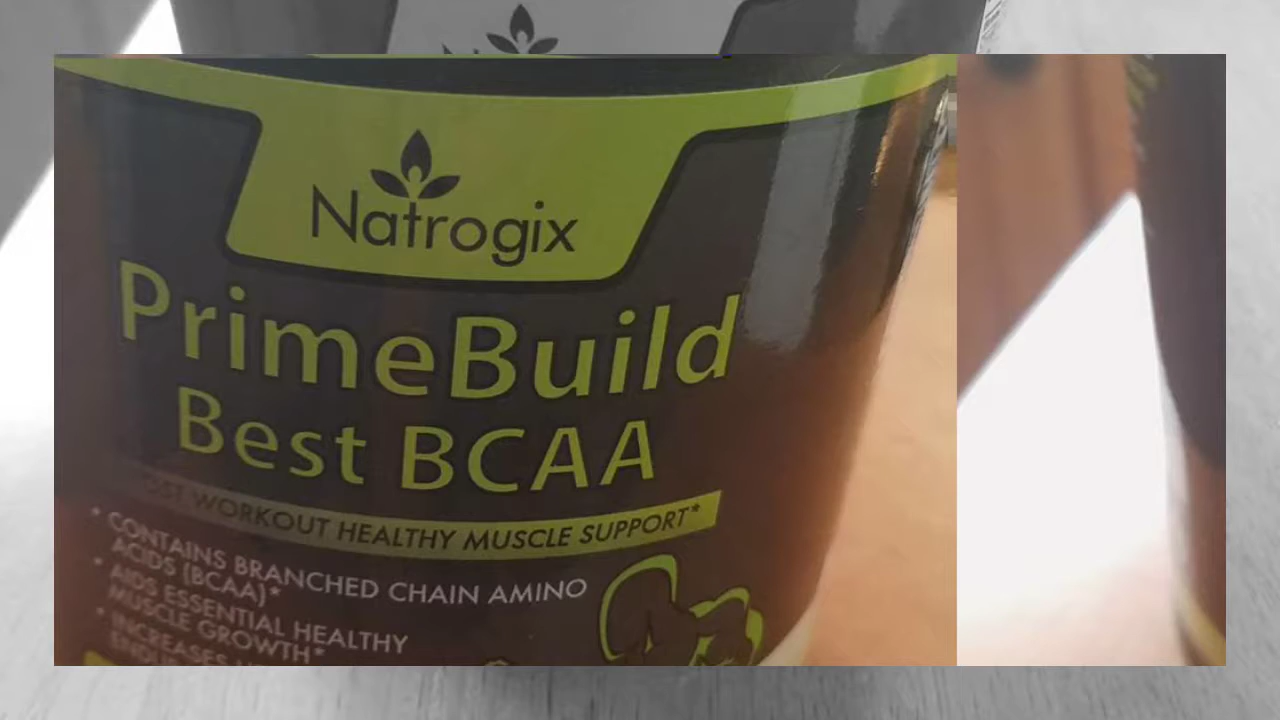 Natrogix
PrimeBuild
Best BCAA
WORKOUT HEALTHY MUSCLE SUPPORT*
* CONTAINS BRANCHED CHAIN AMINO
ACIDS (BCAA)*
* AIDS ESSENTIAL HEALTHY
MUSCLE GROWTH*
* INCREASES